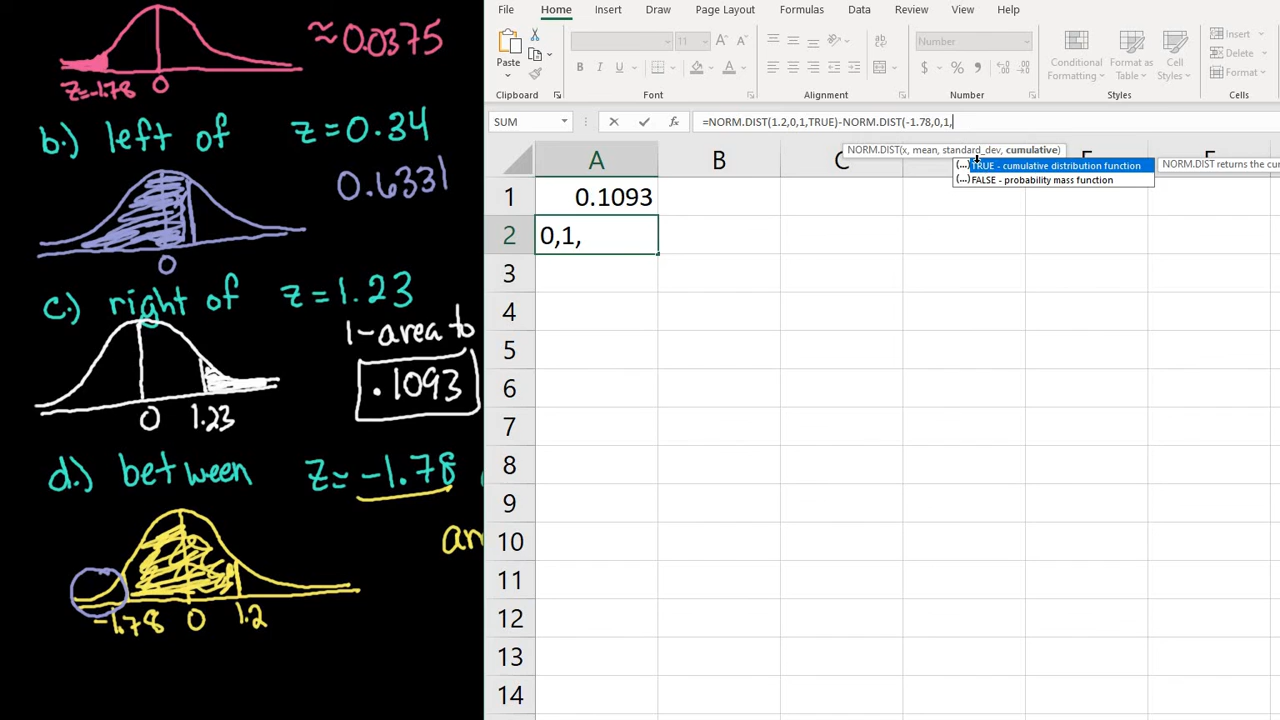 ≈0.0375
z=-1.78 0
b.) left of z=0.34
0.6331
0
c.) right of z=1.23
1-area to
.1093
0 1.23
d.) between z=-1.78
-1.78 0 1.2
File Home Insert Draw Page Layout Formulas Data Review View Help
Paste
Clipboard
11
B I U
Font
ab
Alignment
Number
$ % 9
Number
Conditional Formatting
Format as Table
Cell Styles
Styles
Insert
Delete
Format
Cells
SUM
=NORM.DIST(1.2,0,1,TRUE)-NORM.DIST(-1.78,0,1,
NORM.DIST(x, mean, standard_dev, cumulative)
(...) TRUE - cumulative distribution function
(...) FALSE - probability mass function
NORM.DIST returns the cu
A B C E F
1 0.1093
2 0,1,
3
4
5
6
7
8
9
10
11
12
13
14